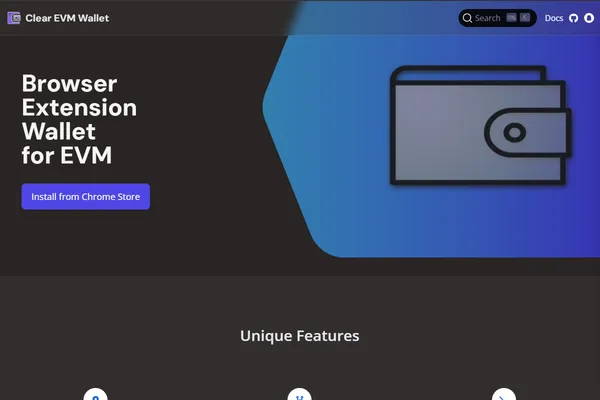 Clear EVM Wallet
Search
Docs
Browser
Extension
Wallet
for EVM
Install from Chrome Store
Unique Features